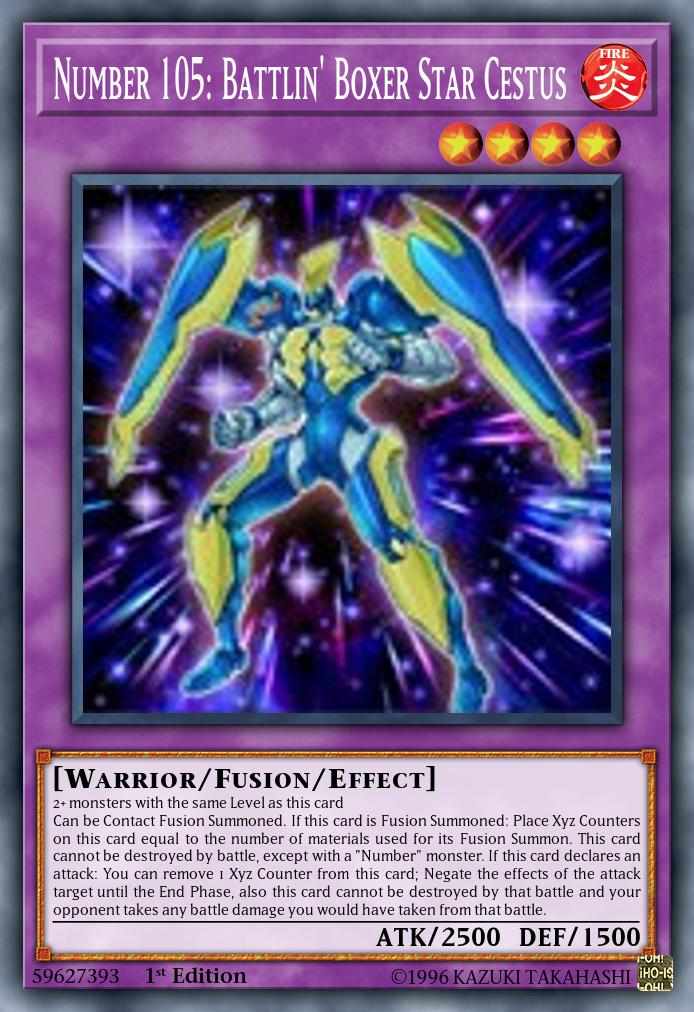 Number 105: Battlin' Boxer Star Cestus
FIRE
炎
[Warrior/Fusion/Effect]
2+ monsters with the same Level as this card
Can be Contact Fusion Summoned. If this card is Fusion Summoned: Place Xyz Counters
on this card equal to the number of materials used for its Fusion Summon. This card
cannot be destroyed by battle, except with a "Number" monster. If this card declares an
attack: You can remove 1 Xyz Counter from this card; Negate the effects of the attack
target until the End Phase, also this card cannot be destroyed by that battle and your
opponent takes any battle damage you would have taken from that battle.
ATK/2500 DEF/1500
59627393 1st Edition ©1996 KAZUKI TAKAHASHI